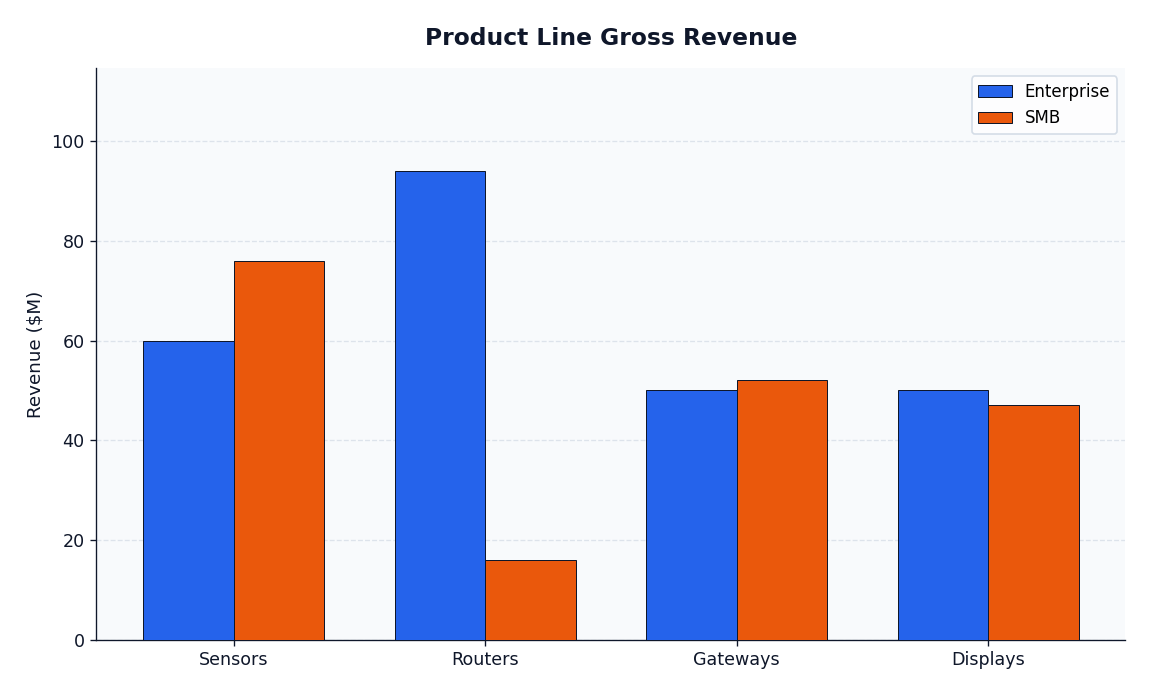 Product Line Gross Revenue
Enterprise
SMB
Revenue ($M)
100
80
60
40
20
0
Sensors
Routers
Gateways
Displays